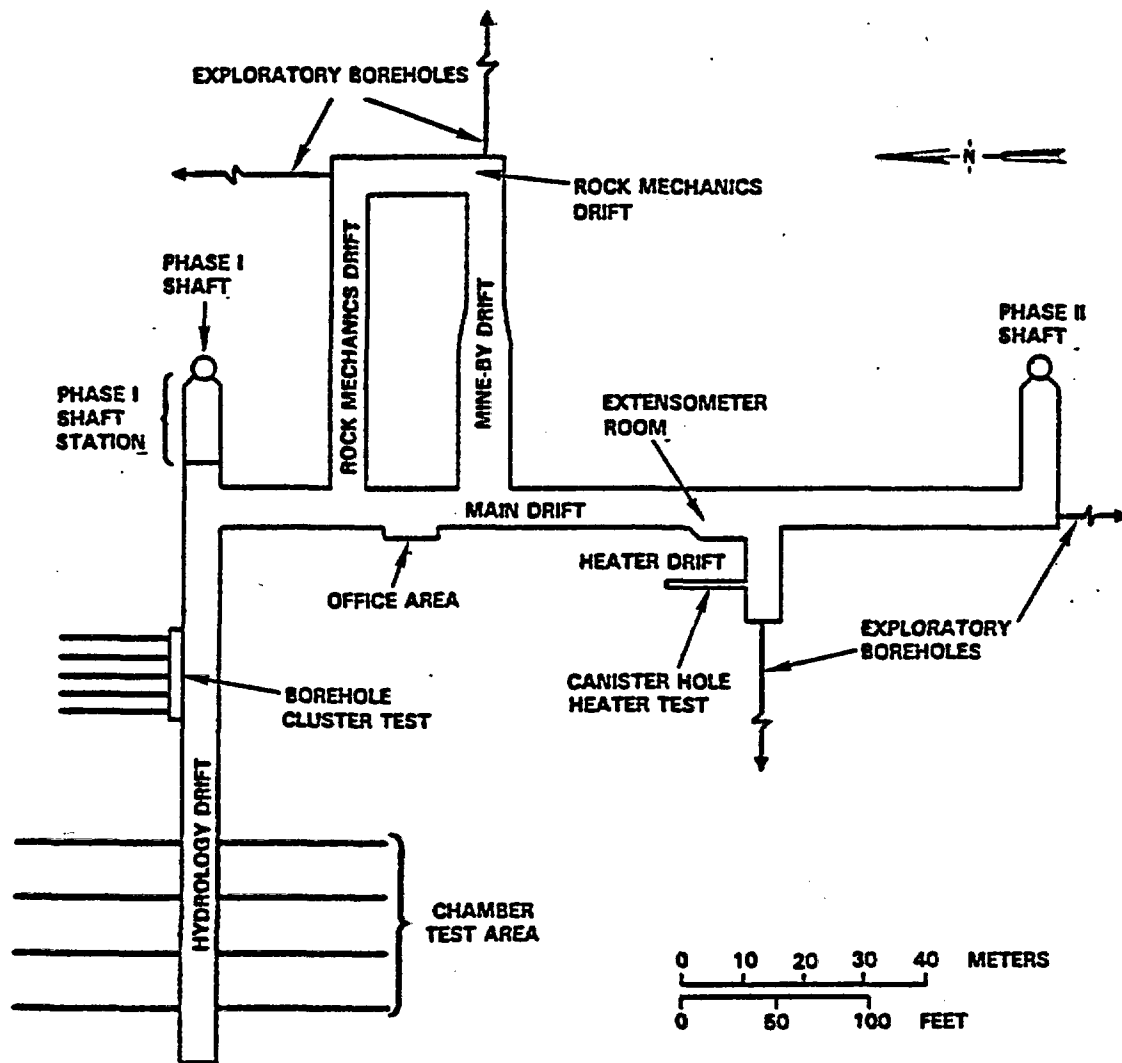 EXPLORATORY BOREHOLES
N
ROCK MECHANICS
DRIFT
PHASE I
SHAFT
ROCK MECHANICS DRIFT
MINE-BY DRIFT
PHASE II
SHAFT
PHASE I
SHAFT
STATION
EXTENSOMETER
ROOM
MAIN DRIFT
HEATER DRIFT
OFFICE AREA
EXPLORATORY
BOREHOLES
CANISTER HOLE
HEATER TEST
BOREHOLE
CLUSTER TEST
HYDROLOGY DRIFT
CHAMBER
TEST AREA
0 10 20 30 40 METERS
0 50 100 FEET